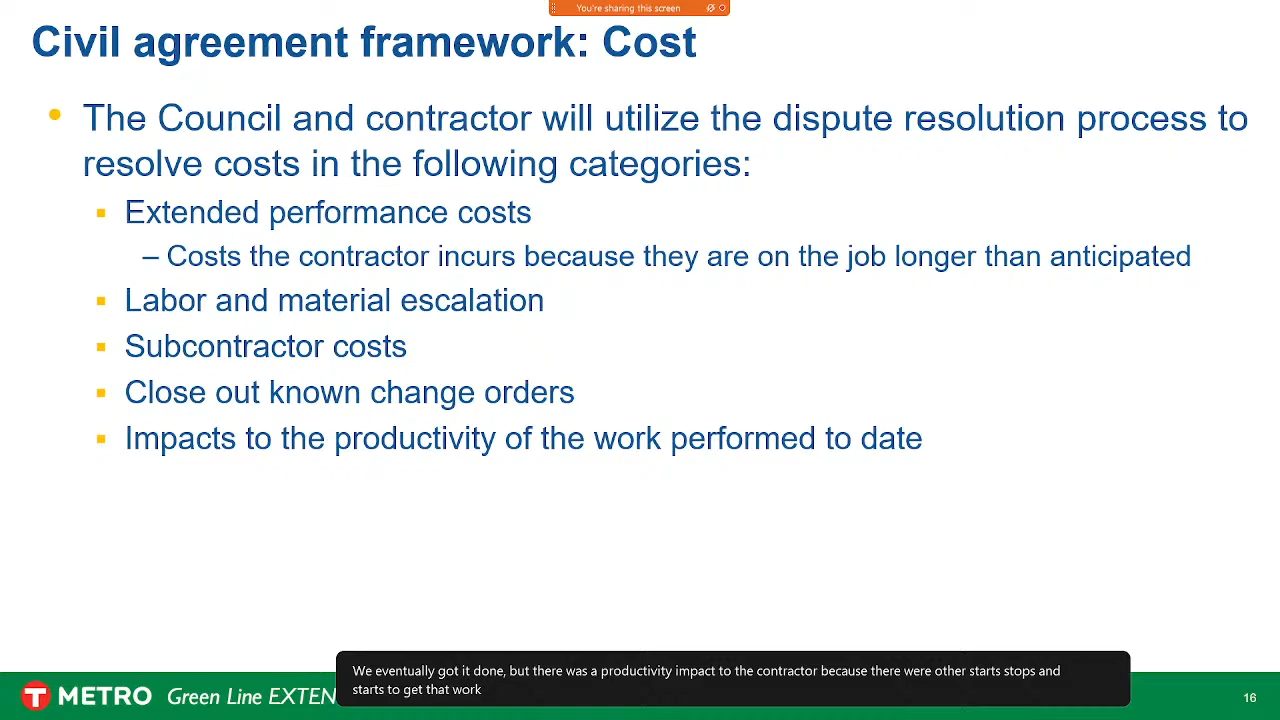 You're sharing this screen
Civil agreement framework: Cost
• The Council and contractor will utilize the dispute resolution process to
resolve costs in the following categories:
▪ Extended performance costs
– Costs the contractor incurs because they are on the job longer than anticipated
▪ Labor and material escalation
▪ Subcontractor costs
▪ Close out known change orders
▪ Impacts to the productivity of the work performed to date
We eventually got it done, but there was a productivity impact to the contractor because there were other starts stops and
starts to get that work
T METRO Green Line EXTEN
16